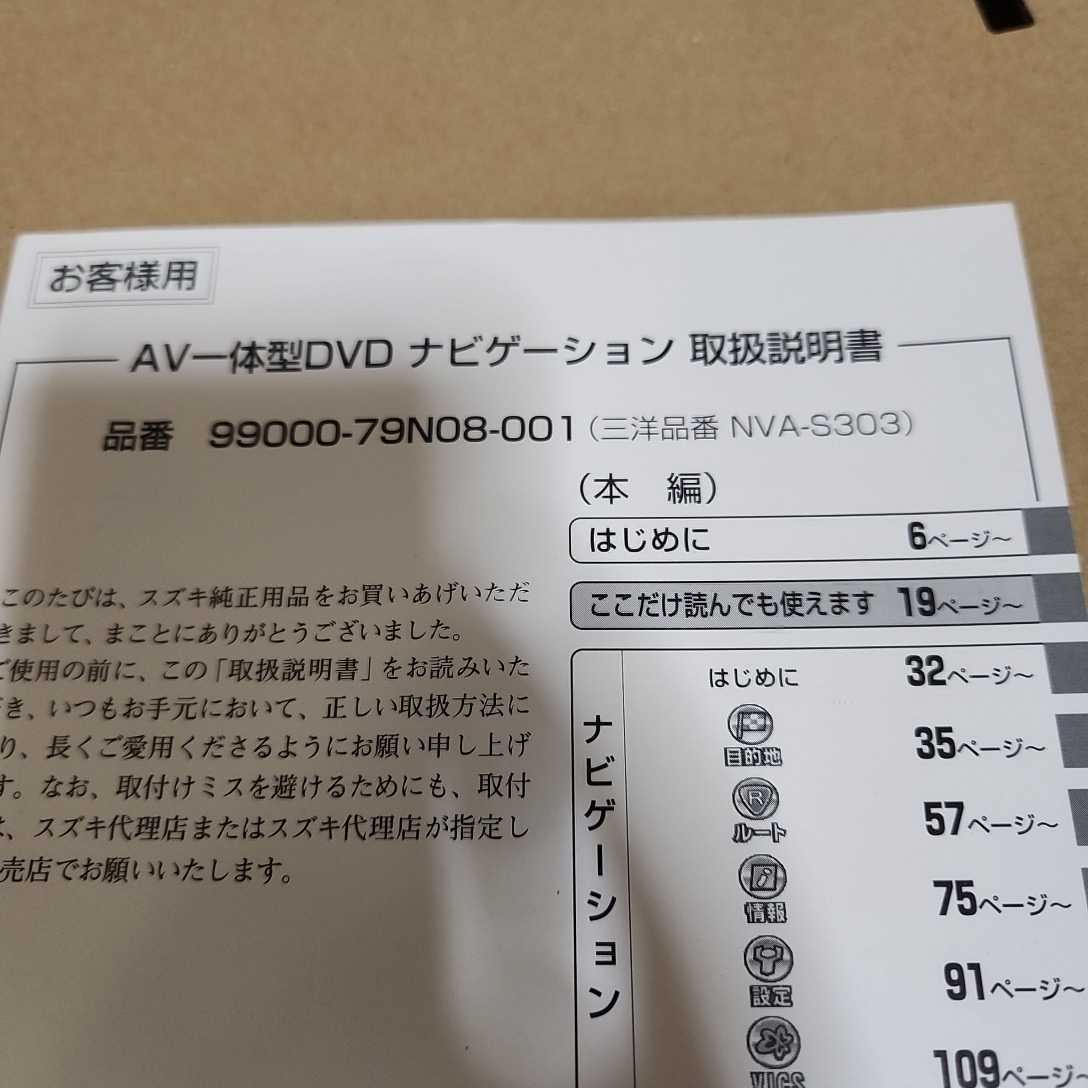 お客様用
AV一体型DVD ナビゲーション 取扱説明書
品番 99000-79N08-001（三洋品番 NVA-S303）
（本 編）
はじめに 6ページ～
ここだけ読んでも使えます 19ページ～
このたびは、スズキ純正用品をお買いあげいただ
きまして、まことにありがとうございました。
ご使用の前に、この「取扱説明書」をお読みいた
き、いつもお手元において、正しい取扱方法に
り、長くご愛用くださるようにお願い申し上げ
す。なお、取付けミスを避けるためにも、取付
は、スズキ代理店またはスズキ代理店が指定し
売店でお願いいたします。
ナビゲーション
はじめに 32ページ～
目的地 35ページ～
R
ルート 57ページ～
i
情報 75ページ～
設定 91ページ～
VICS 109ページ～